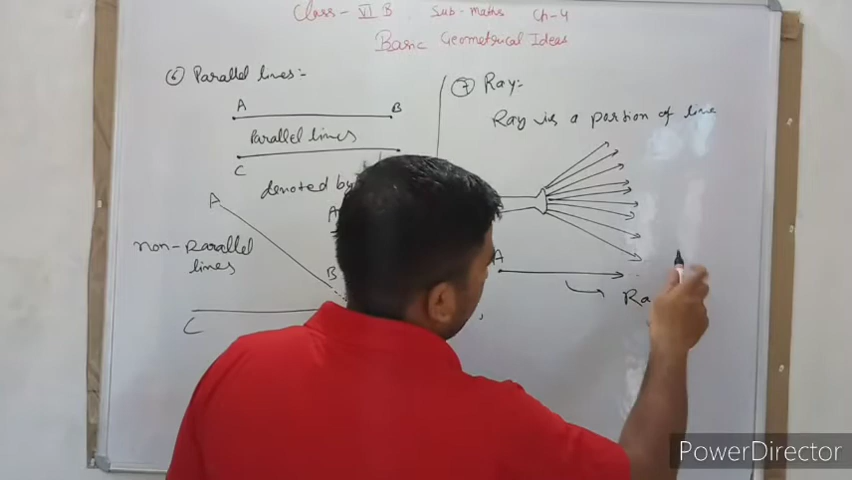 Class- VI B Sub- Maths Ch-4
Basic Geometrical Ideas
⑥ Parallel lines:-
A B
Parallel lines
C
denoted by
A
non-Parallel
lines
B
C
⑦ Ray:-
Ray is a portion of line
A
Ra
PowerDirector